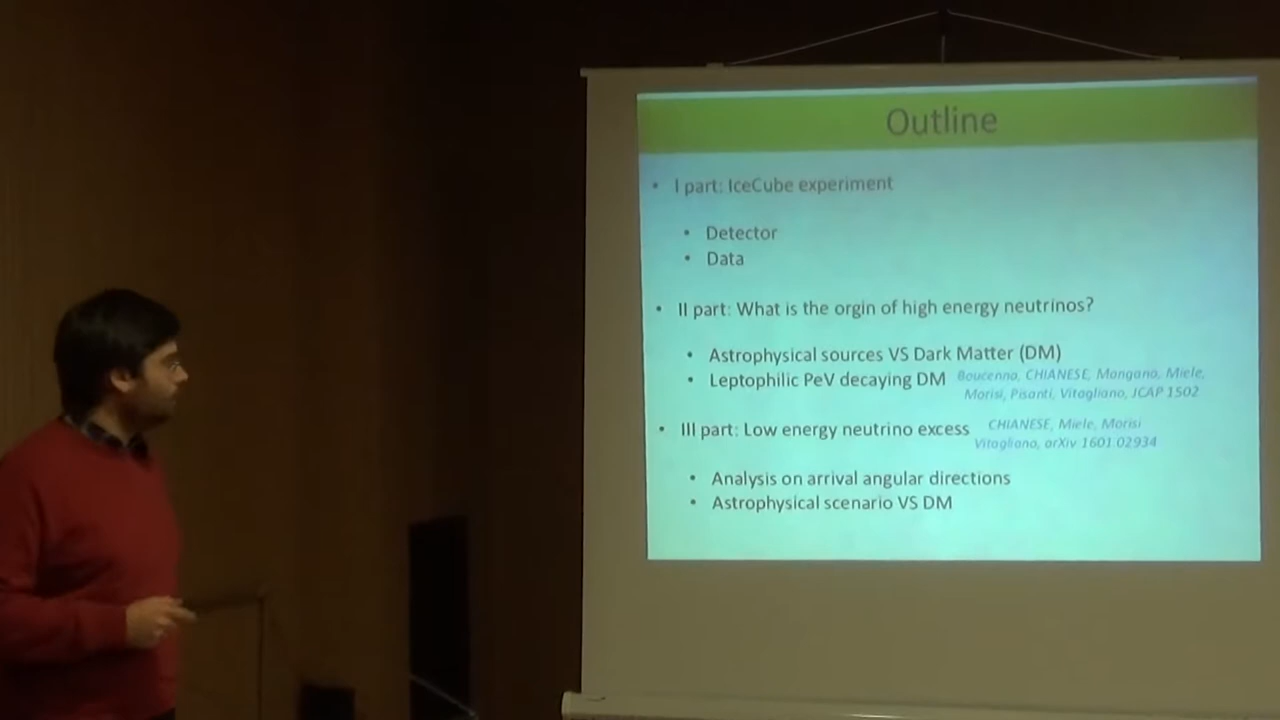 Outline
• I part: IceCube experiment
• Detector
• Data
• II part: What is the orgin of high energy neutrinos?
• Astrophysical sources VS Dark Matter (DM)
• Leptophilic PeV decaying DM Boucenna, CHIANESE, Mangano, Miele,
Morisi, Pisanti, Vitagliano, JCAP 1502
• III part: Low energy neutrino excess CHIANESE, Miele, Morisi
Vitagliano, arXiv 1601.02934
• Analysis on arrival angular directions
• Astrophysical scenario VS DM